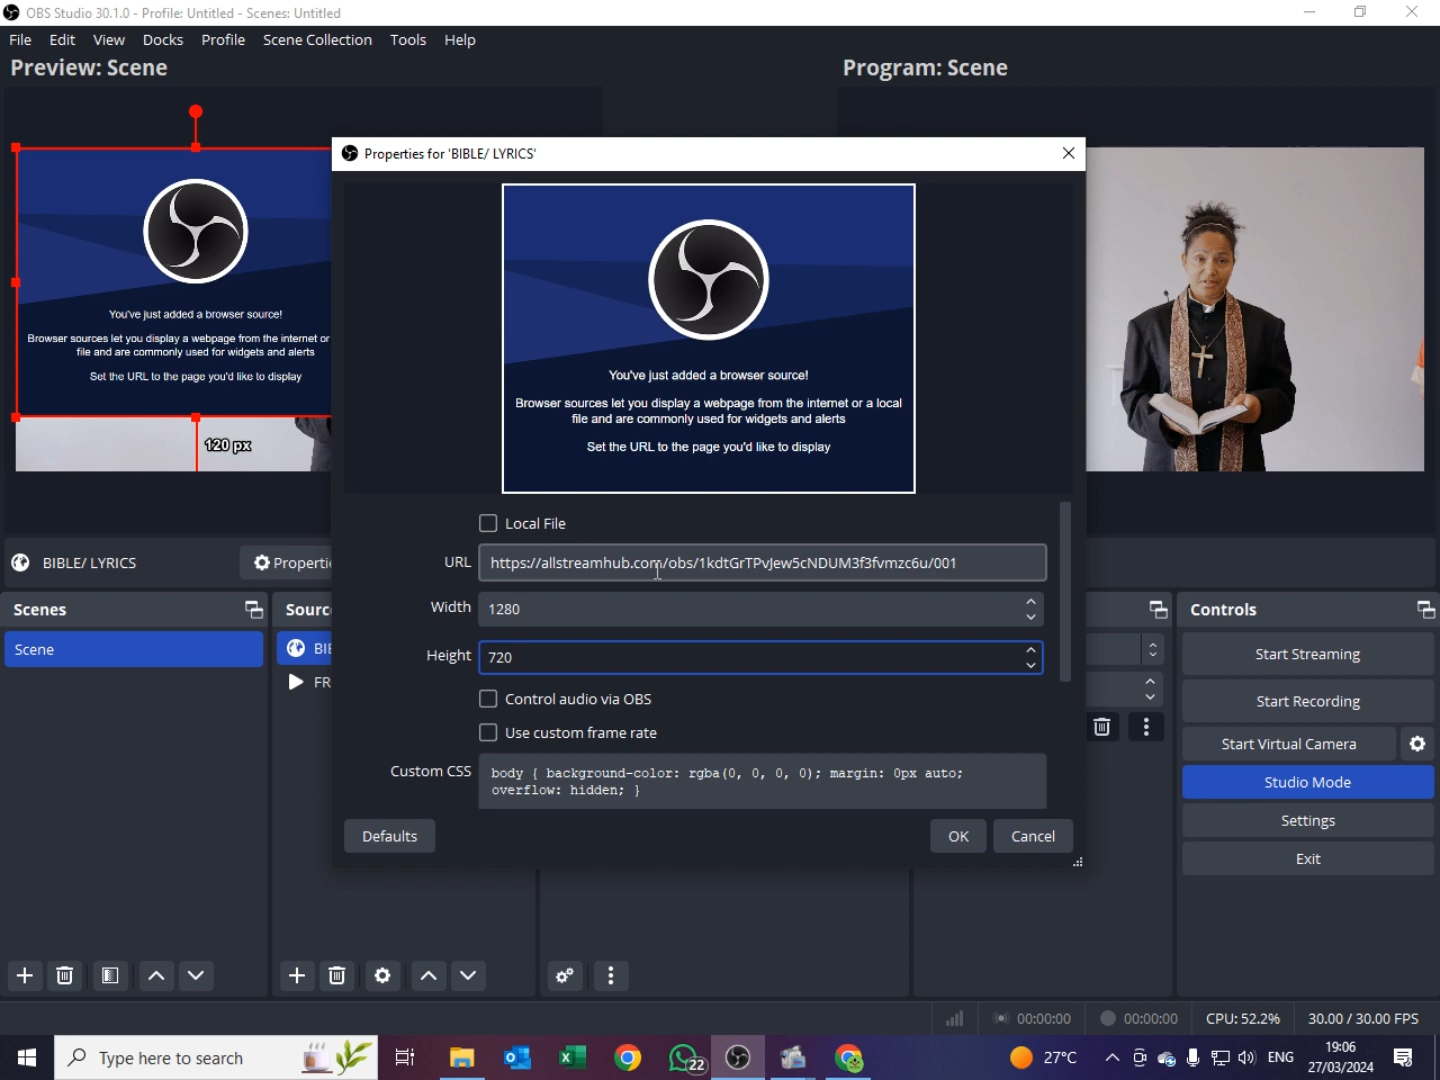 OBS Studio 30.1.0 - Profile: Untitled - Scenes: Untitled
File Edit View Docks Profile Scene Collection Tools Help
Preview: Scene
Program: Scene
Properties for 'BIBLE/ LYRICS'
You've just added a browser source!
Browser sources let you display a webpage from the internet or
file and are commonly used for widgets and alerts
Set the URL to the page you'd like to display
120 px
You've just added a browser source!
Browser sources let you display a webpage from the internet or a local
file and are commonly used for widgets and alerts
Set the URL to the page you'd like to display
Local File
URL https://allstreamhub.com/obs/1kdtGrTPvJew5cNDUM3f3fvmzc6u/001
Width 1280
Height 720
Control audio via OBS
Use custom frame rate
Custom CSS body { background-color: rgba(0, 0, 0, 0); margin: 0px auto;
overflow: hidden; }
Defaults OK Cancel
BIBLE/ LYRICS Properti
Scenes
Scene
Sourc
BI
FR
Controls
Start Streaming
Start Recording
Start Virtual Camera
Studio Mode
Settings
Exit
00:00:00 00:00:00 CPU: 52.2% 30.00 / 30.00 FPS
Type here to search
22
27°C
ENG
19:06
27/03/2024